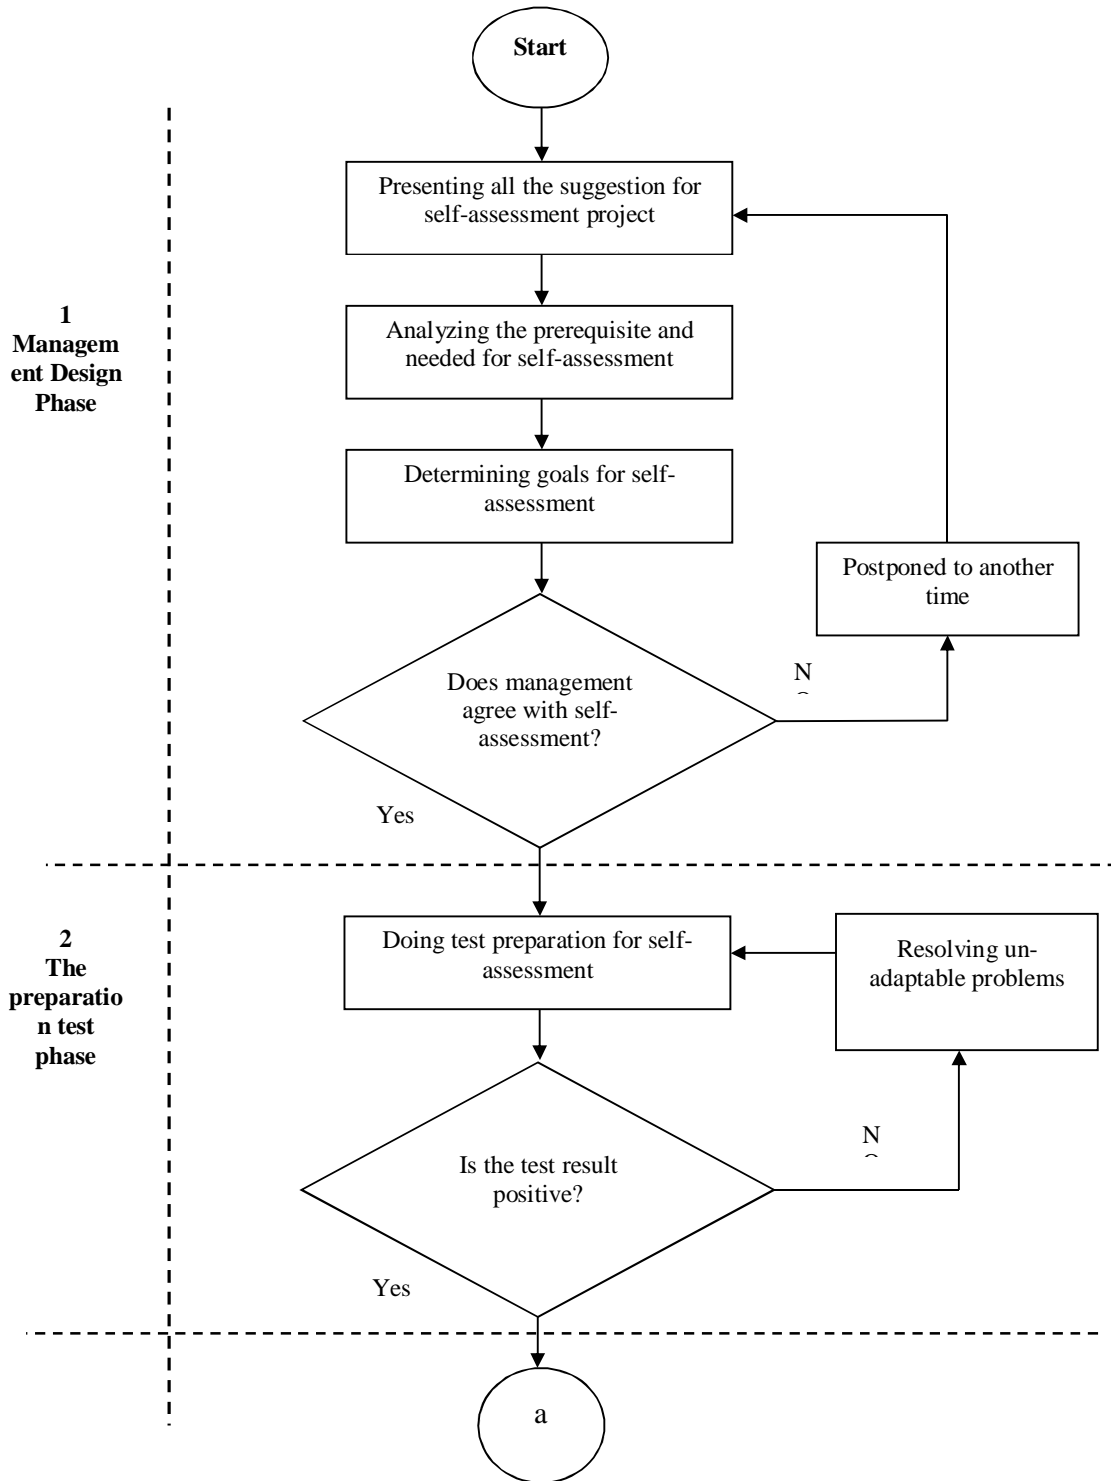 Start
Presenting all the suggestion for
self-assessment project
1
Managem
ent Design
Phase
Analyzing the prerequisite and
needed for self-assessment
Determining goals for self-
assessment
Postponed to another
time
Does management
agree with self-
assessment?
N
Yes
2
The
preparatio
n test
phase
Doing test preparation for self-
assessment
Resolving un-
adaptable problems
Is the test result
positive?
N
Yes
a